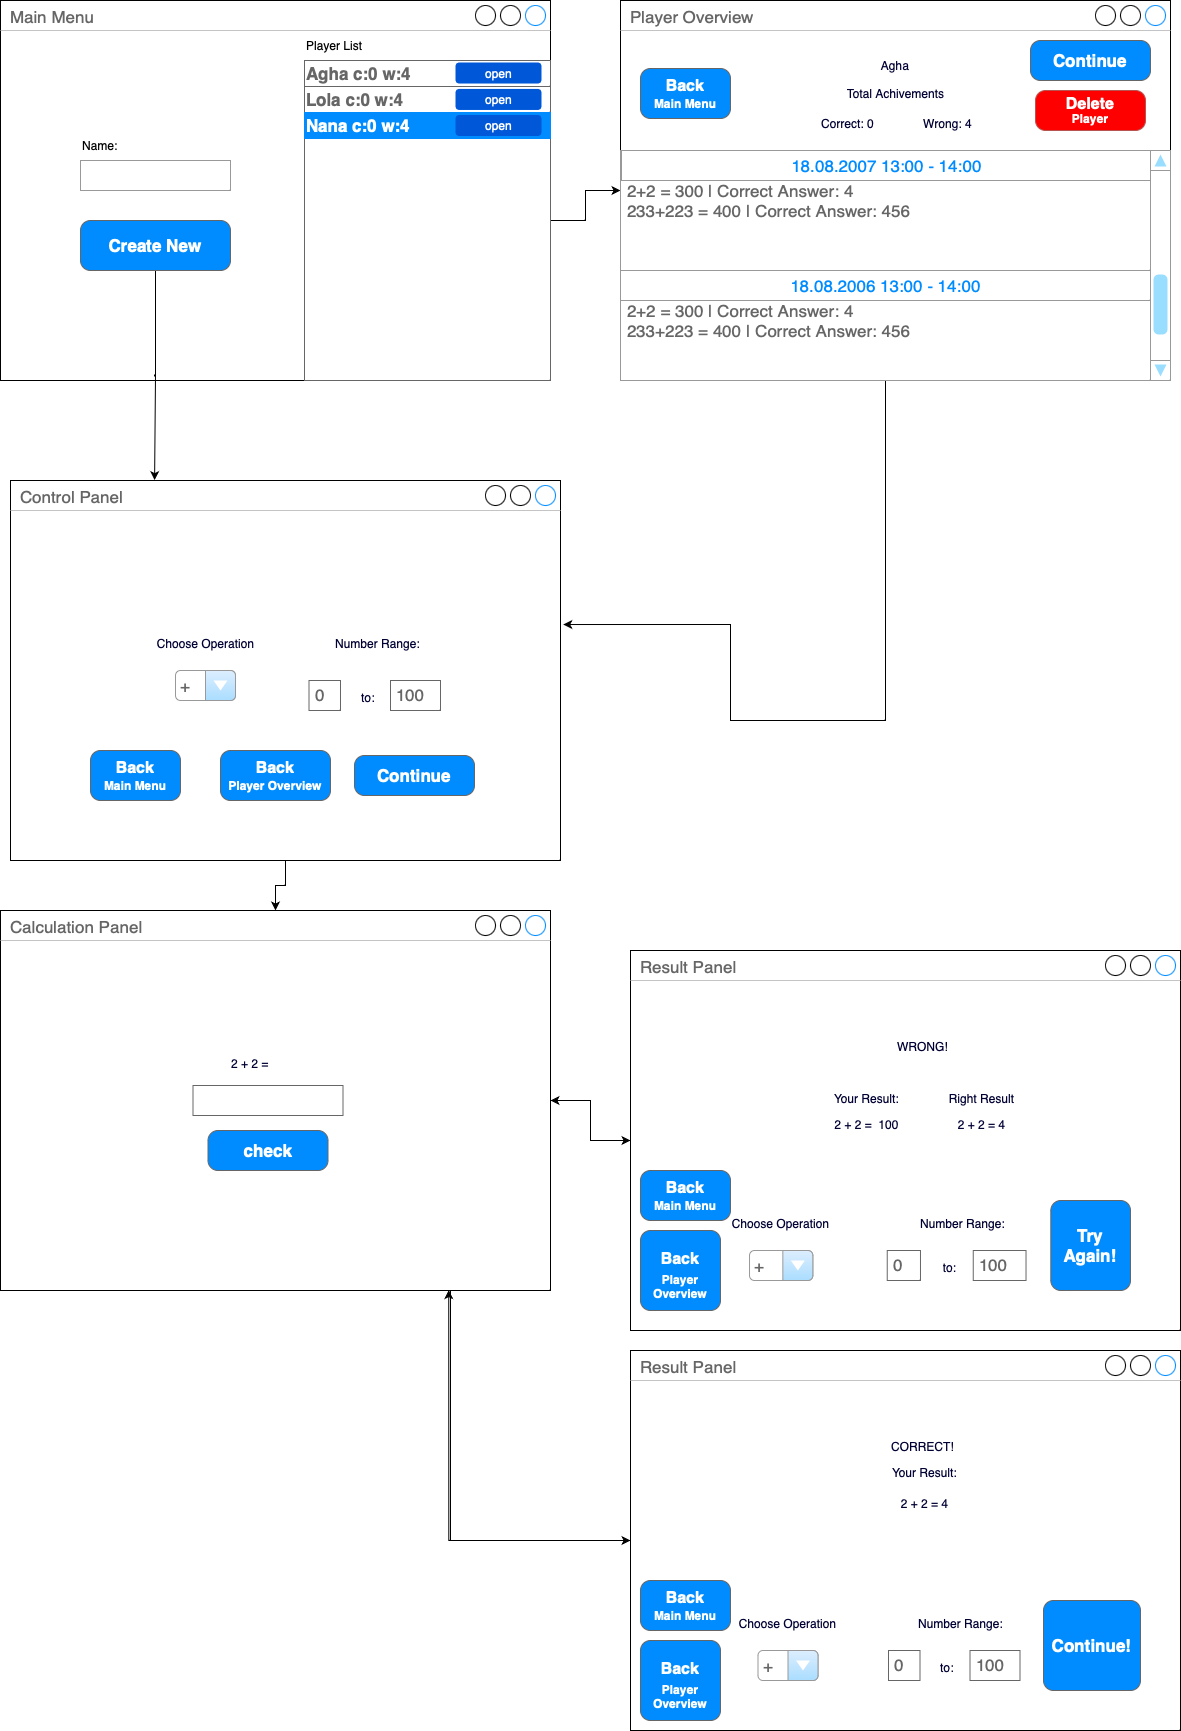 Main Menu
Player List
Agha c:0 w:4
open
Lola c:0 w:4
open
Nana c:0 w:4
open
Name:
Create New
Player Overview
Back
Main Menu
Agha
Total Achivements
Correct: 0
Wrong: 4
Continue
Delete
Player
18.08.2007 13:00 - 14:00
2+2 = 300 | Correct Answer: 4
233+223 = 400 | Correct Answer: 456
18.08.2006 13:00 - 14:00
2+2 = 300 | Correct Answer: 4
233+223 = 400 | Correct Answer: 456
Control Panel
Choose Operation
Number Range:
+
0
to:
100
Back
Main Menu
Back
Player Overview
Continue
Calculation Panel
2 + 2 =
check
Result Panel
WRONG!
Your Result:
Right Result
2 + 2 = 100
2 + 2 = 4
Back
Main Menu
Back
Player
Overview
Choose Operation
Number Range:
+
0
to:
100
Try
Again!
Result Panel
CORRECT!
Your Result:
2 + 2 = 4
Back
Main Menu
Back
Player
Overview
Choose Operation
Number Range:
+
0
to:
100
Continue!